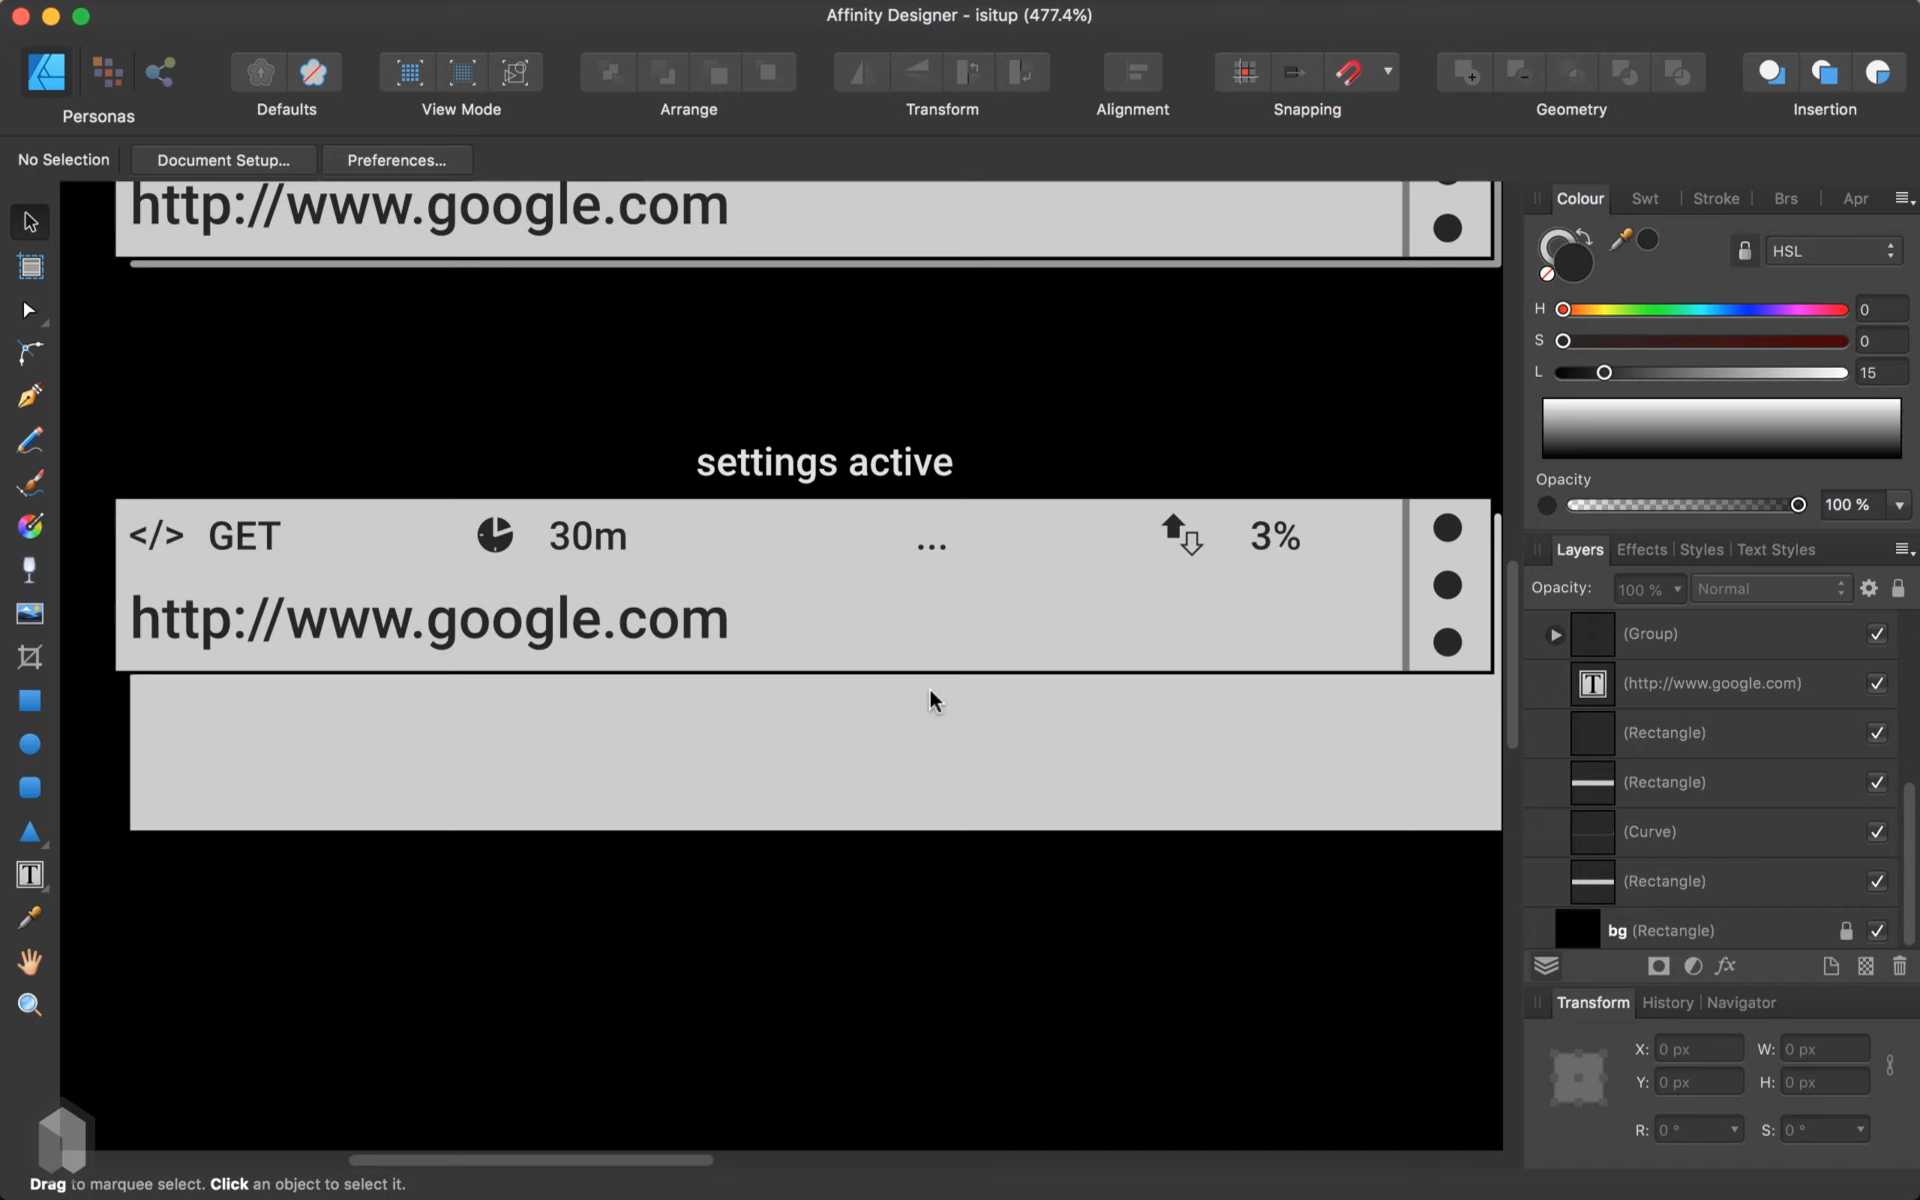 Affinity Designer - isitup (477.4%)
Personas
Defaults
View Mode
Arrange
Transform
Alignment
Snapping
Geometry
Insertion
No Selection
Document Setup...
Preferences...
http://www.google.com
settings active
</> GET
30m
...
3%
http://www.google.com
Colour
Swt
Stroke
Brs
Apr
HSL
H
0
S
0
L
15
Opacity
100 %
Layers
Effects
Styles
Text Styles
Opacity:
100 %
Normal
(Group)
T
(http://www.google.com)
(Rectangle)
(Rectangle)
(Curve)
(Rectangle)
bg (Rectangle)
fx
Transform
History
Navigator
X: 0 px
W: 0 px
Y: 0 px
H: 0 px
R: 0 °
S: 0 °
T
Drag to marquee select. Click an object to select it.